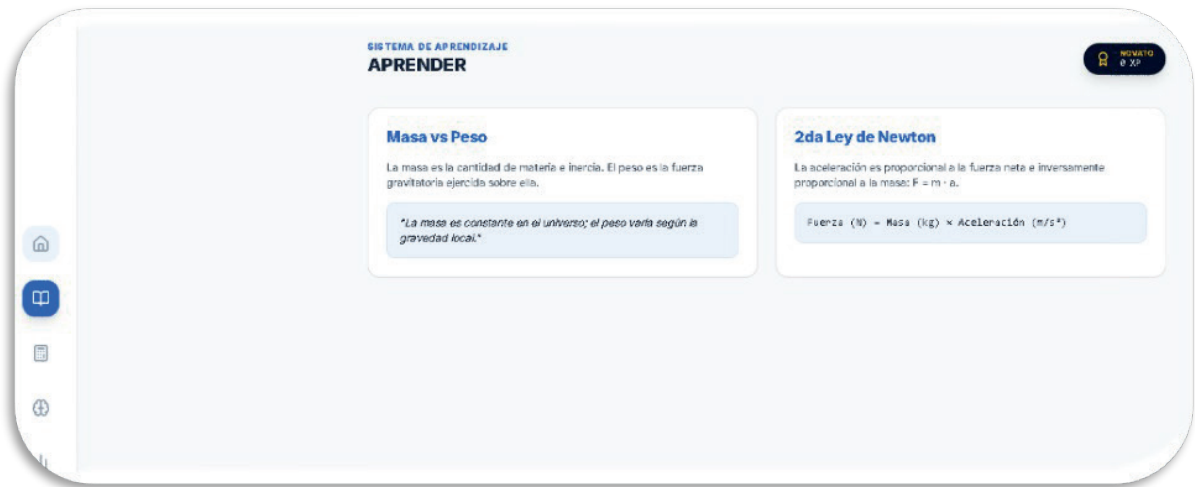 SISTEMA DE APRENDIZAJE
APRENDER
NOVATO
0 XP
Masa vs Peso
La masa es la cantidad de materia e inercia. El peso es la fuerza
gravitatoria ejercida sobre ella.
"La masa es constante en el universo; el peso varía según la
gravedad local."
2da Ley de Newton
La aceleración es proporcional a la fuerza neta e inversamente
proporcional a la masa: F = m · a.
Fuerza (N) = Masa (kg) × Aceleración (m/s²)